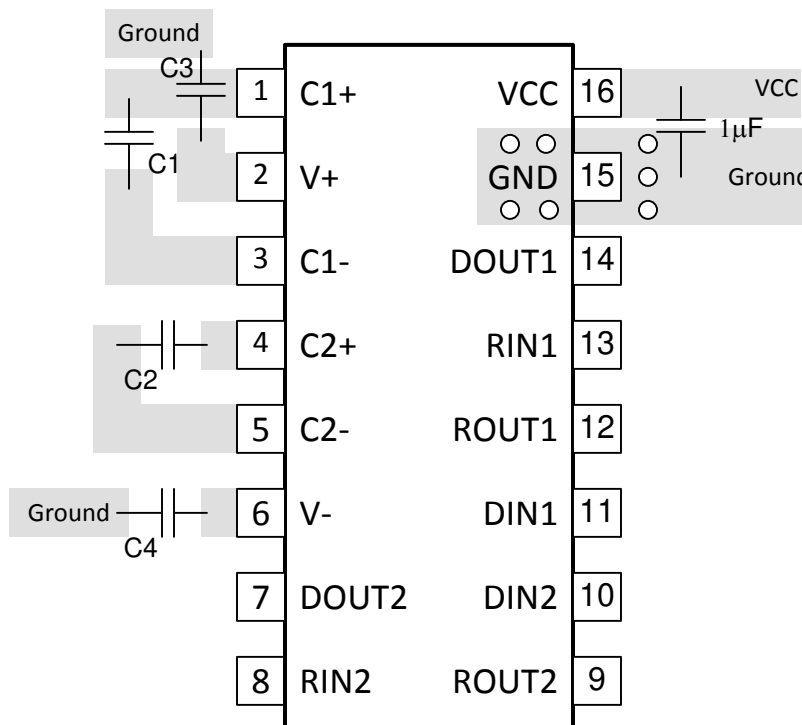 Ground
C3
1 C1+ VCC 16 VCC
C1
1µF
2 V+ GND 15 Ground
3 C1- DOUT1 14
4 C2+ RIN1 13
C2
5 C2- ROUT1 12
Ground 6 V- DIN1 11
C4
7 DOUT2 DIN2 10
8 RIN2 ROUT2 9